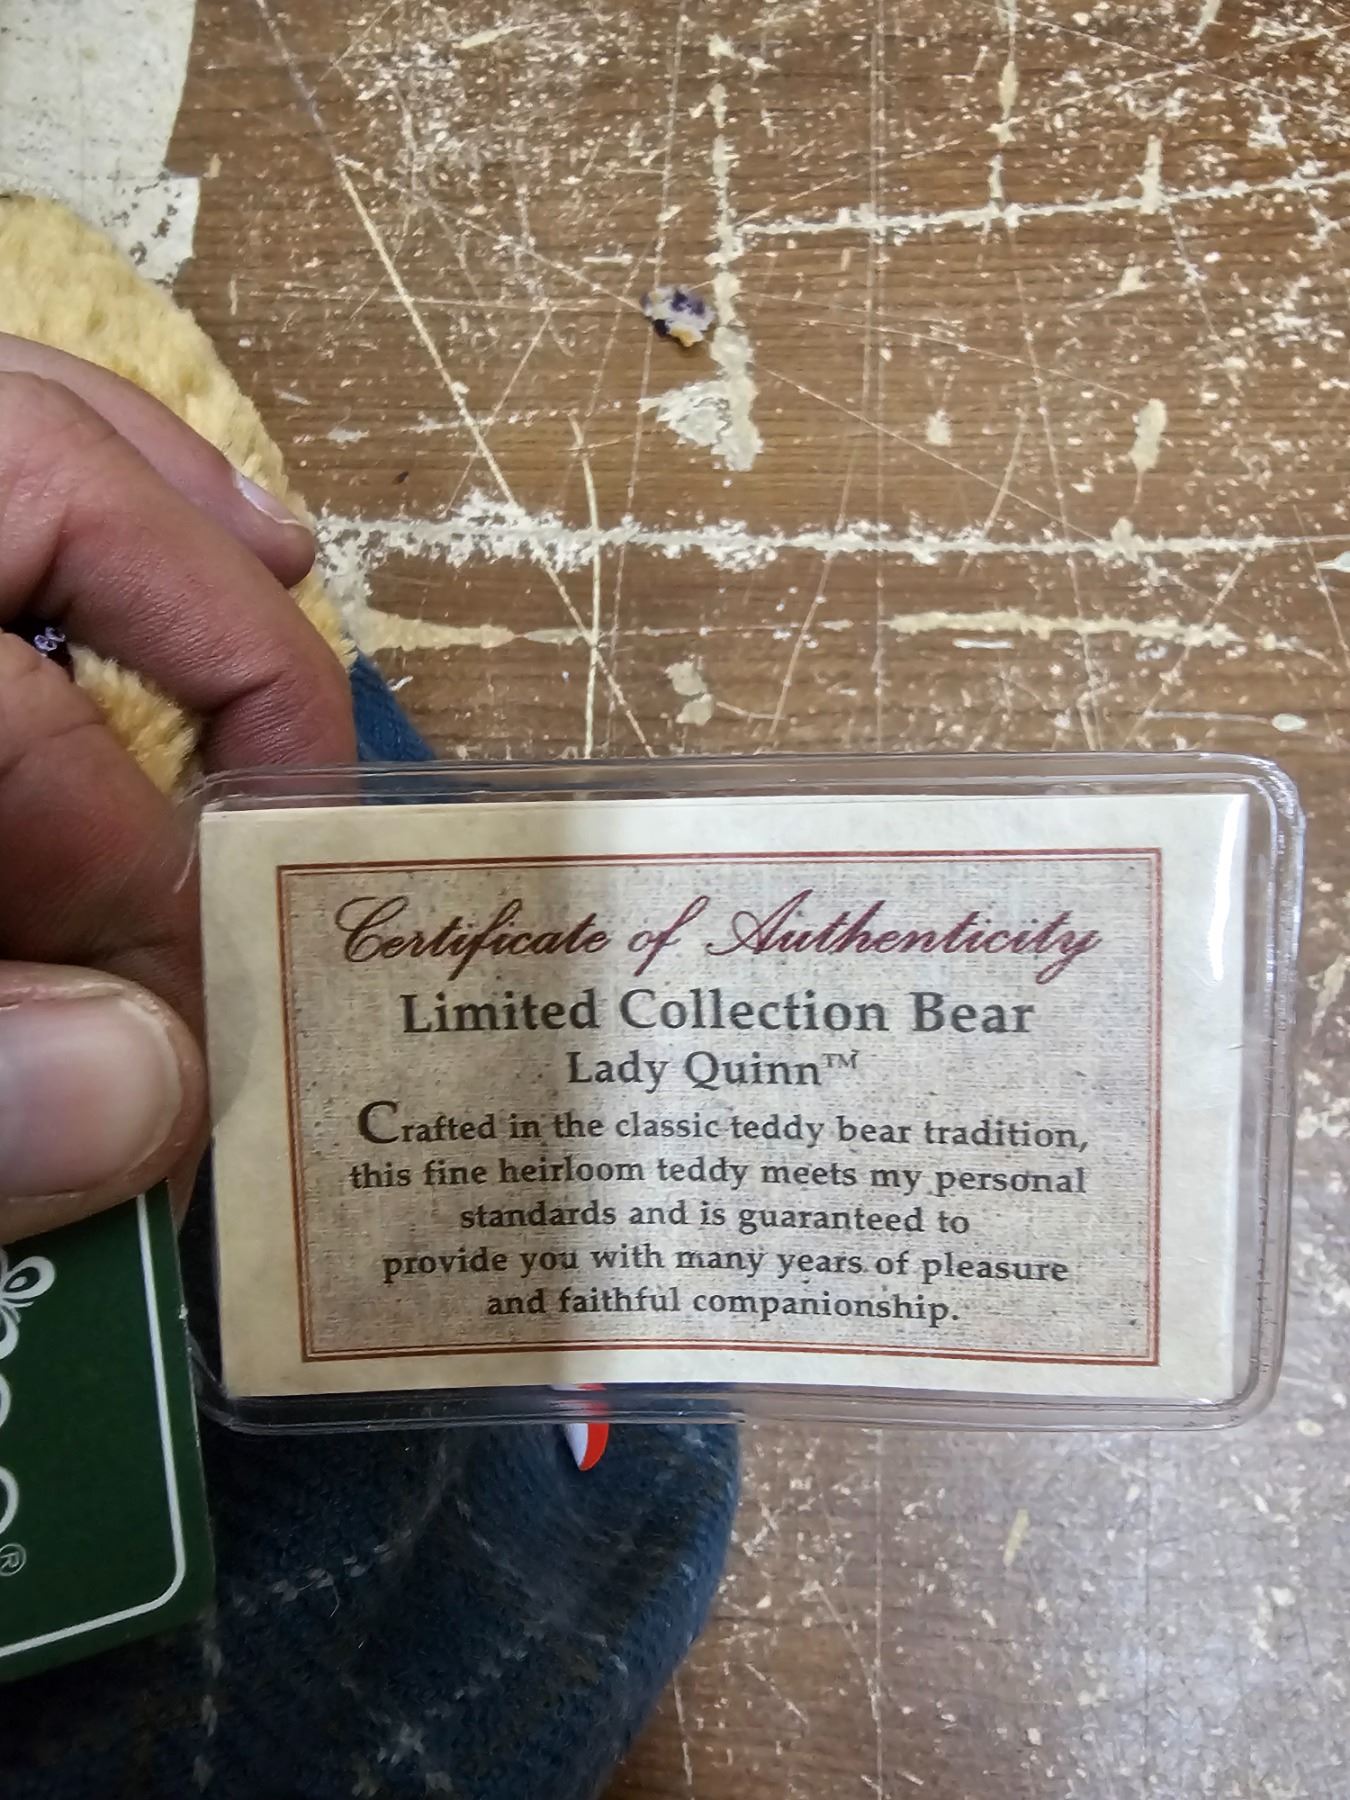 Certificate of Authenticity
Limited Collection Bear
Lady Quinn™
Crafted in the classic teddy bear tradition,
this fine heirloom teddy meets my personal
standards and is guaranteed to
provide you with many years of pleasure
and faithful companionship.
®